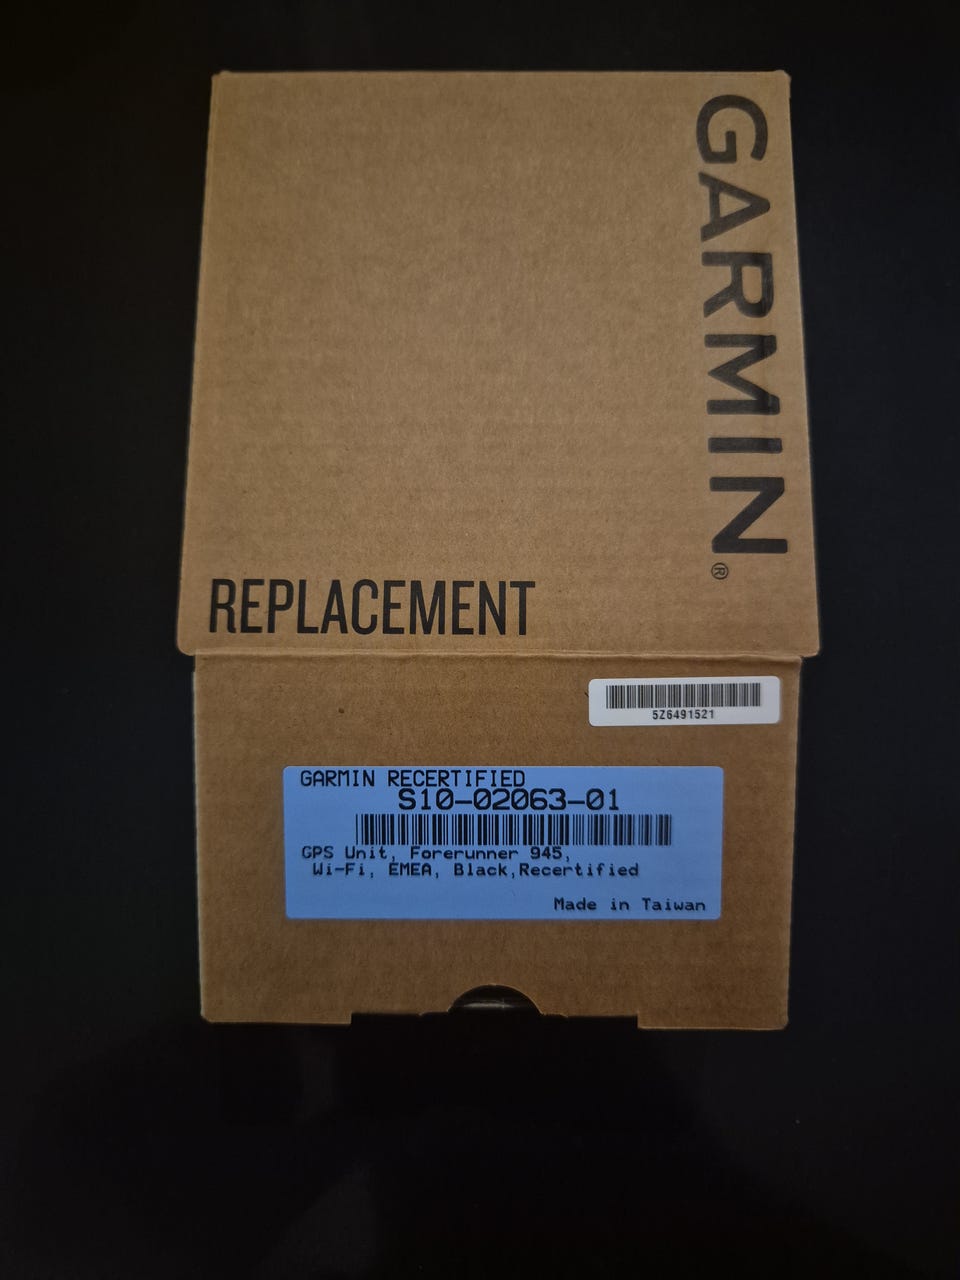 GARMIN®
REPLACEMENT
5Z6491521
GARMIN RECERTIFIED
S10-02063-01
GPS Unit, Forerunner 945,
Wi-Fi, EMEA, Black,Recertified
Made in Taiwan